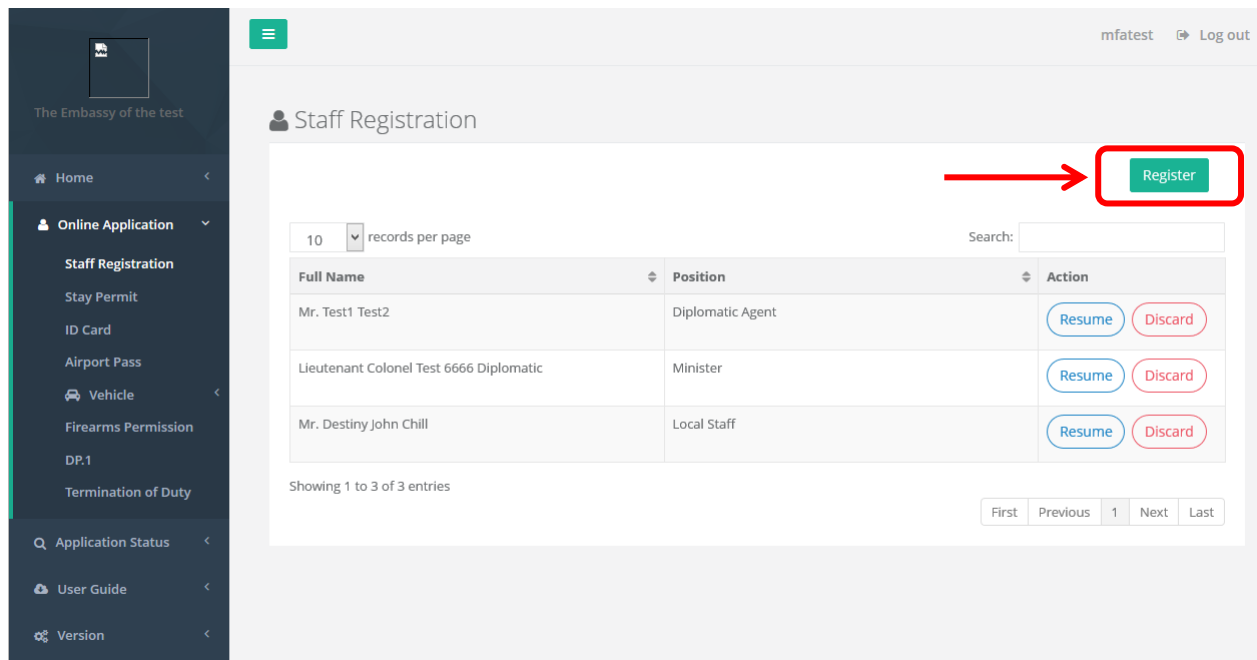 mfatest Log out
The Embassy of the test
Staff Registration
Home
Register
Online Application
10 records per page Search:
Staff Registration
Full Name Position Action
Stay Permit
Mr. Test1 Test2 Diplomatic Agent Resume Discard
ID Card
Airport Pass
Lieutenant Colonel Test 6666 Diplomatic Minister Resume Discard
Vehicle
Firearms Permission
Mr. Destiny John Chill Local Staff Resume Discard
DP.1
Termination of Duty
Showing 1 to 3 of 3 entries
First Previous 1 Next Last
Application Status
User Guide
Version